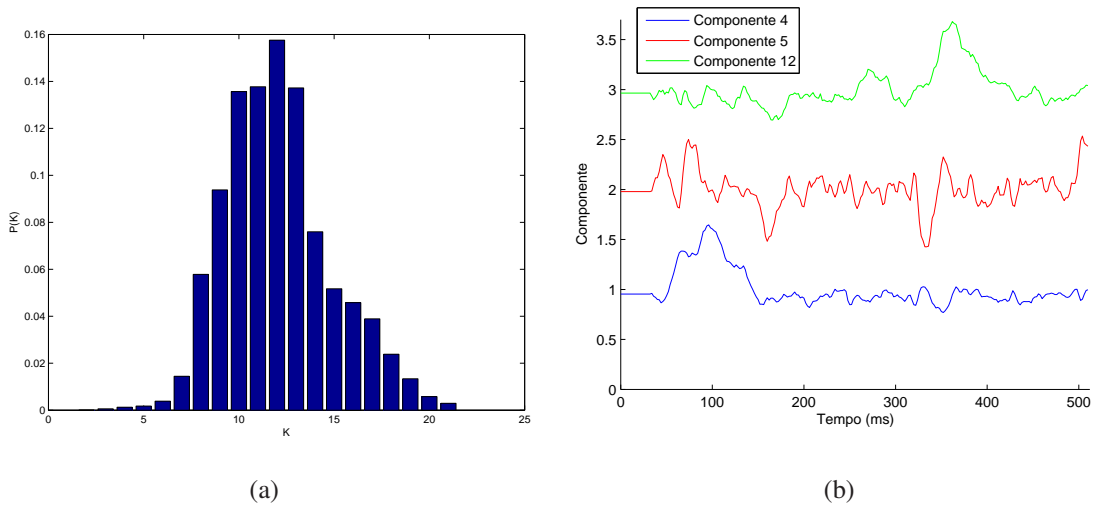 0.16
0.14
0.12
0.1
0.08
0.06
0.04
0.02
0
P(K)
0 5 10 15 20 25
K
(a)
Componente 4
Componente 5
Componente 12
3.5
3
2.5
2
1.5
1
0.5
0
Componente
0 100 200 300 400 500
Tempo (ms)
(b)